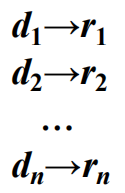 d₁→r₁
d₂→r₂
...
dₙ→rₙ